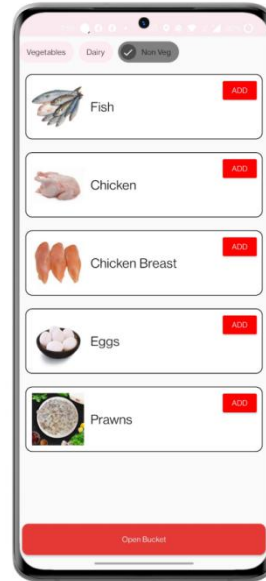 Vegetables Dairy Non Veg
ADD
Fish
ADD
Chicken
ADD
Chicken Breast
ADD
Eggs
ADD
Prawns
Open Bucket